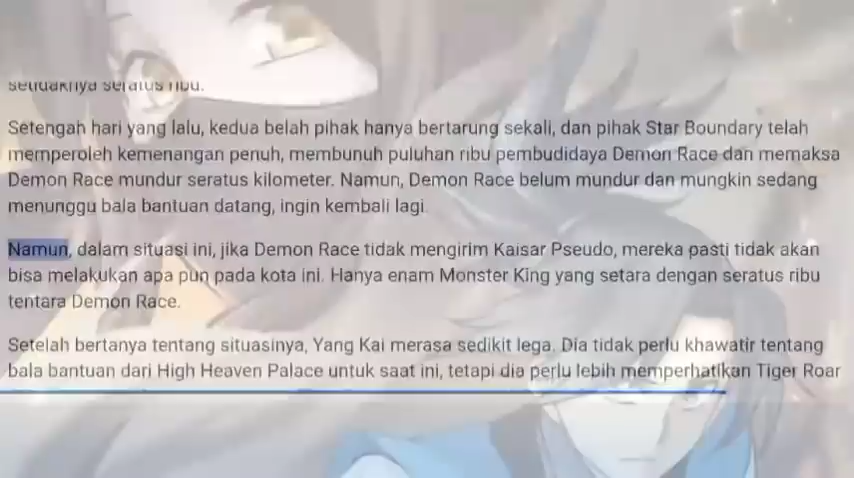 setidaknya seratus ribu.
Setengah hari yang lalu, kedua belah pihak hanya bertarung sekali, dan pihak Star Boundary telah
memperoleh kemenangan penuh, membunuh puluhan ribu pembudidaya Demon Race dan memaksa
Demon Race mundur seratus kilometer. Namun, Demon Race belum mundur dan mungkin sedang
menunggu bala bantuan datang, ingin kembali lagi.
Namun, dalam situasi ini, jika Demon Race tidak mengirim Kaisar Pseudo, mereka pasti tidak akan
bisa melakukan apa pun pada kota ini. Hanya enam Monster King yang setara dengan seratus ribu
tentara Demon Race.
Setelah bertanya tentang situasinya, Yang Kai merasa sedikit lega. Dia tidak perlu khawatir tentang
bala bantuan dari High Heaven Palace untuk saat ini, tetapi dia perlu lebih memperhatikan Tiger Roar